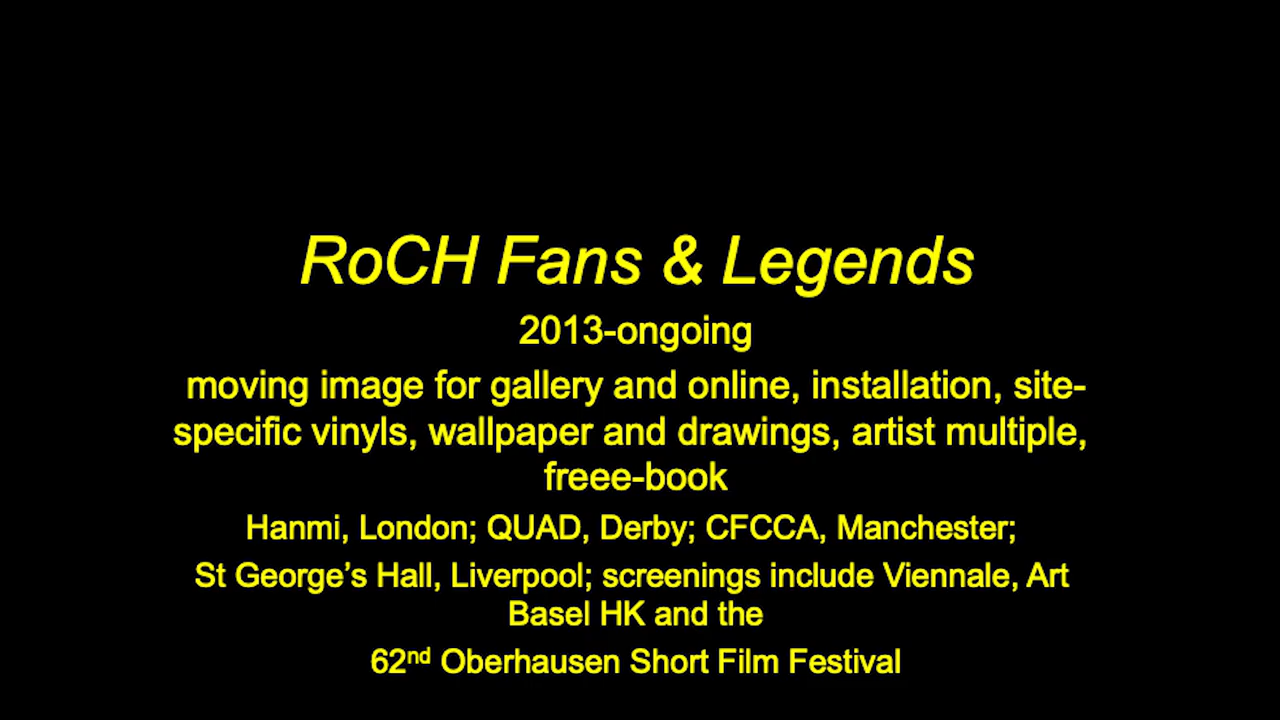 RoCH Fans & Legends
2013-ongoing
moving image for gallery and online, installation, site-
specific vinyls, wallpaper and drawings, artist multiple,
freee-book
Hanmi, London; QUAD, Derby; CFCCA, Manchester;
St George’s Hall, Liverpool; screenings include Viennale, Art
Basel HK and the
62nd Oberhausen Short Film Festival